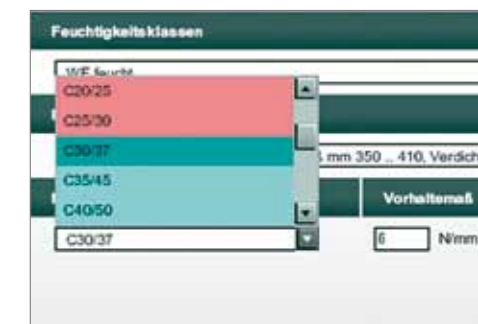 Feuchtigkeitsklassen
WF feucht
C20/25
C25/30
C30/37
mm 350 .. 410, Verdich
C35/45
Vorhaltemaß
C40/50
C30/37
6 N/mm